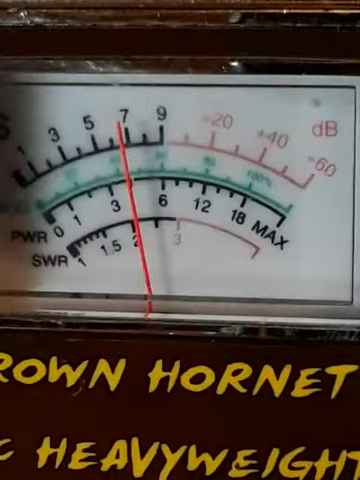 S 1 3 5 7 9 +20 +40 +60 dB
100%
PWR 0 1 3 6 12 18 MAX
SWR 1 1.5 2 3
ROWN HORNET
C HEAVYWEIGHT